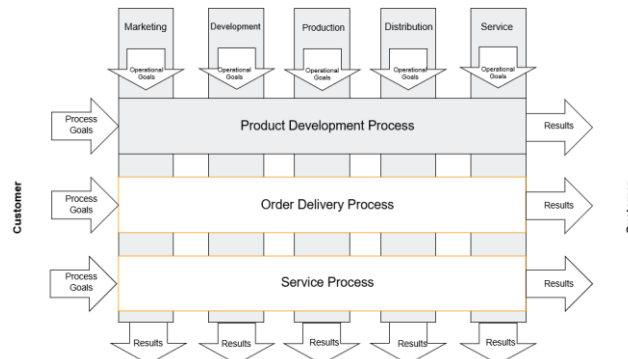 Marketing
Development
Production
Distribution
Service
Operational
Goals
Operational
Goals
Operational
Goals
Operational
Goals
Operational
Goals
Process
Goals
Product Development Process
Results
Process
Goals
Order Delivery Process
Results
Process
Goals
Service Process
Results
Customer
Results
Results
Results
Results
Results